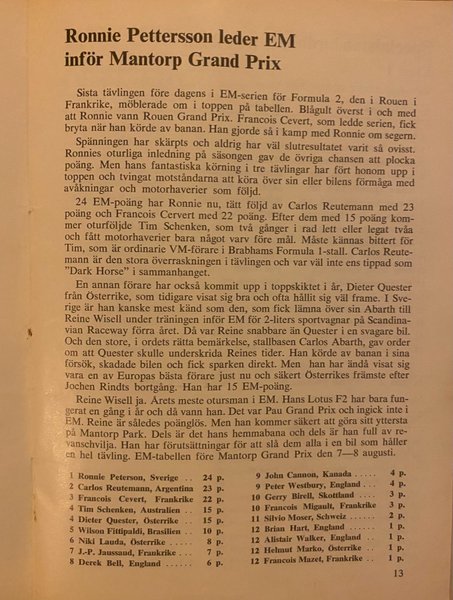 Ronnie Pettersson leder EM
inför Mantorp Grand Prix
Sista tävlingen före dagens i EM-serien för Formula 2, den i Rouen i
Frankrike, möblerade om i toppen på tabellen. Blågult överst i och med
att Ronnie vann Rouen Grand Prix. Francois Cevert, som ledde serien, fick
bryta när han körde av banan. Han gjorde så i kamp med Ronnie om segern.
Spänningen har skärpts och aldrig har väl slutresultatet varit så ovisst.
Ronnies oturliga inledning på säsongen gav de övriga chansen att plocka
poäng. Men hans fantastiska körning i tre tävlingar har fört honom upp i
toppen och tvingat motståndarna att köra över sin eller bilens förmåga med
avåkningar och motorhaverier som följd.
24 EM-poäng har Ronnie nu, tätt följd av Carlos Reutemann med 23
poäng och Francois Cervert med 22 poäng. Efter dem med 15 poäng kom-
mer oturföljde Tim Schenken, som två gånger i rad lett eller legat tvåa
och fått motorhaverier bara något varv före mål. Måste kännas bittert för
Tim, som är ordinarie VM-förare i Brabhams Formula 1-stall. Carlos Reute-
mann är den stora överraskningen i tävlingen och var väl inte ens tippad som
"Dark Horse" i sammanhanget.
En annan förare har också kommit upp i toppskiktet i år, Dieter Quester
från Österrike, som tidigare visat sig bra och ofta hållit sig väl frame. I Sve-
rige är han kanske mest känd som den, som fick lämna över sin Abarth till
Reine Wisell under träningen inför EM för 2-liters sportvagnar på Scandina-
vian Raceway förra året. Då var Reine snabbare än Quester i en svagare bil.
Och den store, i ordets rätta bemärkelse, stallbasen Carlos Abarth, gav order
om att Quester skulle underskrida Reines tider. Han körde av banan i sina
försök, skadade bilen och fick sparken direkt. Men han har ändå visat sig
vara en av Europas bästa förare just nu och säkert Österrikes främste efter
Jochen Rindts bortgång. Han har 15 EM-poäng.
Reine Wisell ja. Årets meste otursman i EM. Hans Lotus F2 har bara fun-
gerat en gång i år och då vann han. Det var Pau Grand Prix och ingick inte i
EM. Reine är således poänglös. Men han kommer säkert att göra sitt yttersta
på Mantorp Park. Dels är det hans hemmabana och dels är han full av re-
vanschvilja. Han har förutsättningar för att slå dem alla i en bil som håller
en hel tävling. EM-tabellen före Mantorp Grand Prix den 7—8 augusti.
1 Ronnie Peterson, Sverige . . 24 p.
2 Carlos Reutemann, Argentina 23 p.
3 Francois Cevert, Frankrike 22 p.
4 Tim Schenken, Australien . . 15 p.
4 Dieter Quester, Österrike . . 15 p.
5 Wilson Fittipaldi, Brasilien . . 10 p.
6 Niki Lauda, Österrike . . . . . 8 p.
7 J.-P. Jaussaud, Frankrike . . . 7 p.
8 Derek Bell, England . . . . . . 6 p.
9 John Cannon, Kanada . . . . . 4 p.
9 Peter Westbury, England . . 4 p.
10 Gerry Birell, Skottland . . . . 3 p.
10 Francois Migault, Frankrike 3 p.
11 Silvio Moser, Schweiz . . . . 2 p.
12 Brian Hart, England . . . . . 1 p.
12 Alistair Walker, England . . 1 p.
12 Helmut Marko, Österrike . . 1 p.
12 Francois Mazet, Frankrike . . 1 p.
13